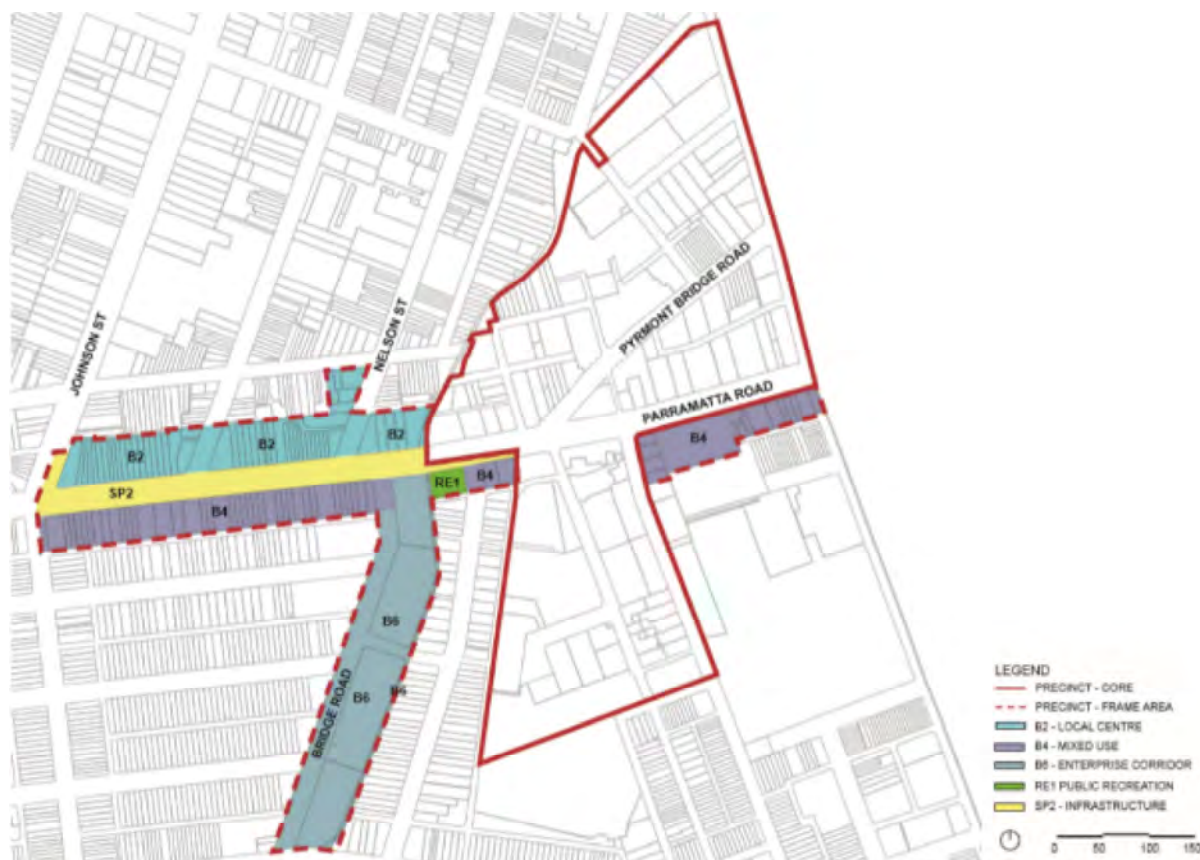 JOHNSON ST
NELSON ST
PYRMONT BRIDGE ROAD
PARRAMATTA ROAD
B2
B2
B2
B4
SP2
RE1
B4
B4
B6
B6
B6
BRIDGE ROAD
LEGEND
PRECINCT - CORE
PRECINCT - FRAME AREA
B2 - LOCAL CENTRE
B4 - MIXED USE
B6 - ENTERPRISE CORRIDOR
RE1 PUBLIC RECREATION
SP2 - INFRASTRUCTURE
0 50 100 150